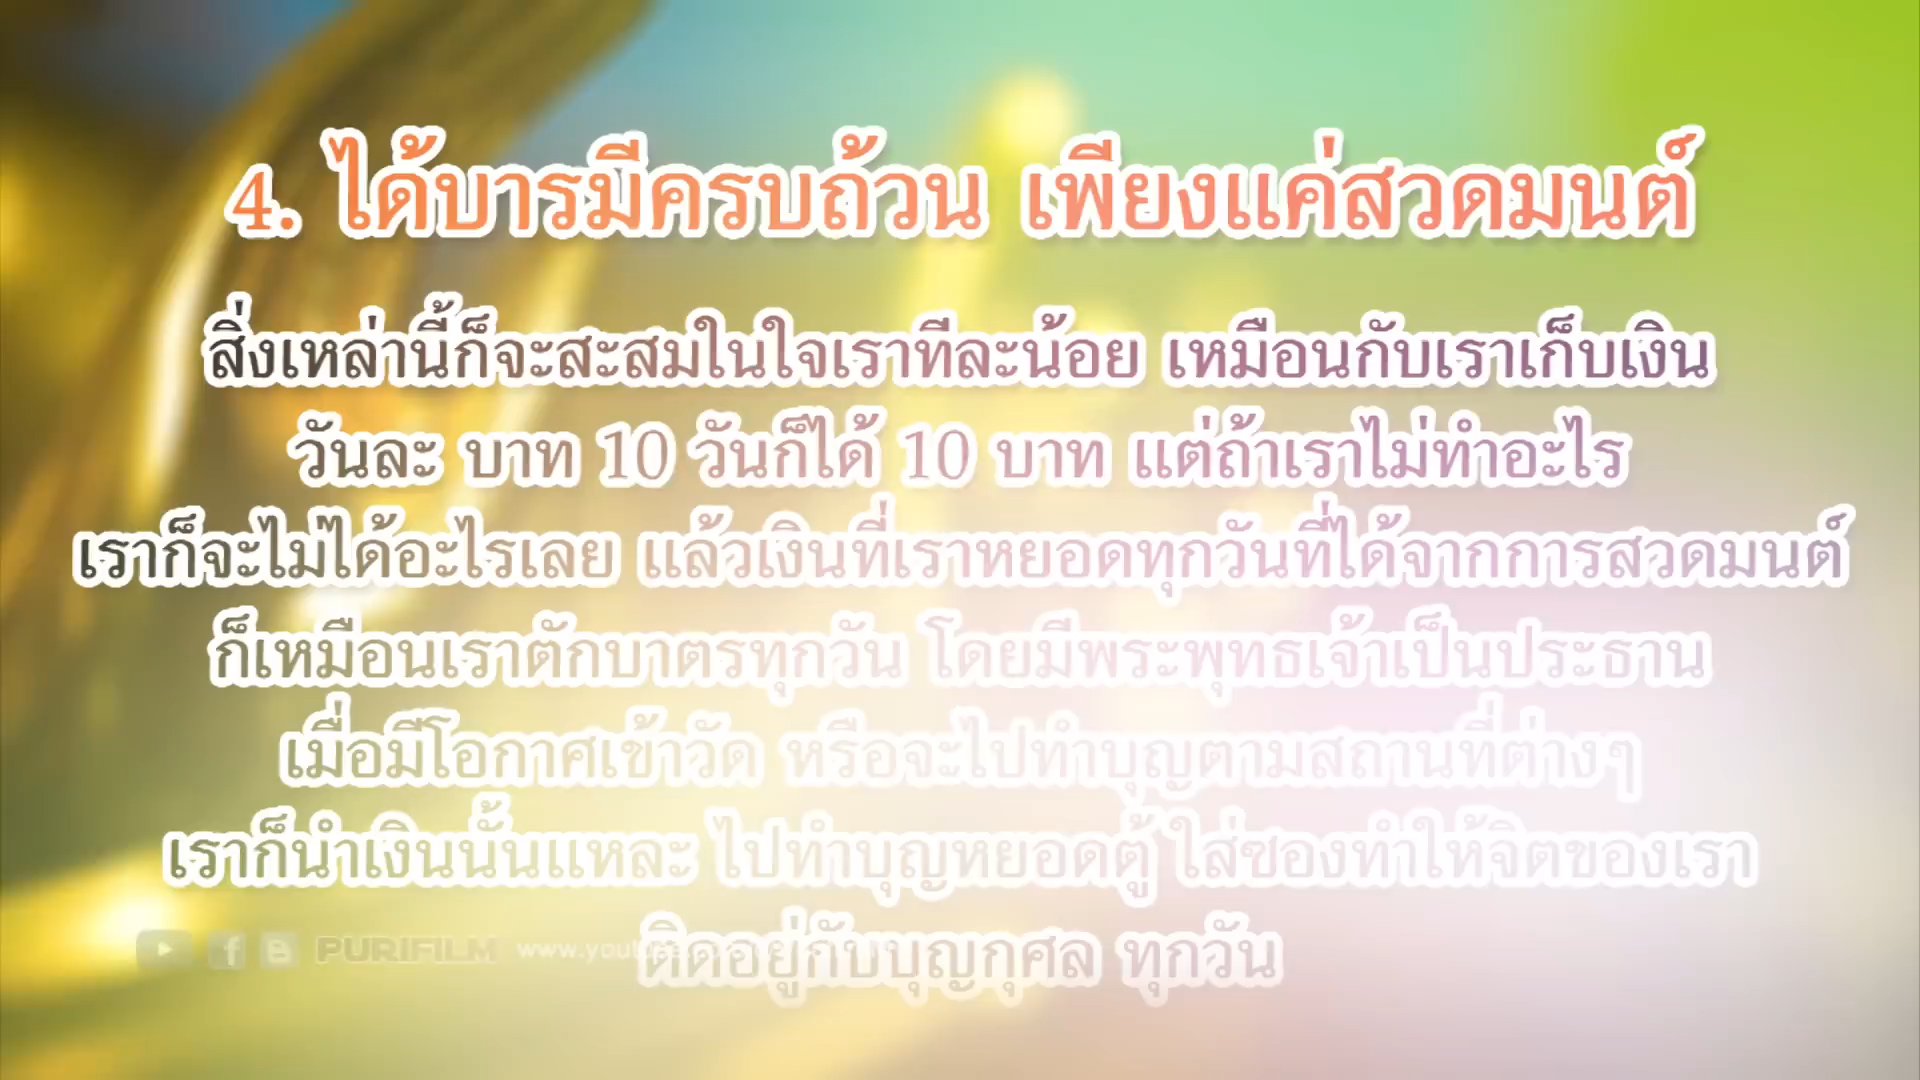 4. ได้บารมีครบถ้วน เพียงแค่สวดมนต์
สิ่งเหล่านี้ก็จะสะสมในใจเราทีละน้อย เหมือนกับเราเก็บเงิน
วันละ บาท 10 วันก็ได้ 10 บาท แต่ถ้าเราไม่ทำอะไร
เราก็จะไม่ได้อะไรเลย แล้วเงินที่เราหยอดทุกวันที่ได้จากการสวดมนต์
ก็เหมือนเราตักบาตรทุกวัน โดยมีพระพุทธเจ้าเป็นประธาน
เมื่อมีโอกาศเข้าวัด หรือจะไปทำบุญตามสถานที่ต่างๆ
เราก็นำเงินนั้นแหละ ไปทำบุญหยอดตู้ ใส่ซองทำให้จิตของเรา
ติดอยู่กับบุญกุศล ทุกวัน
PURIFILM